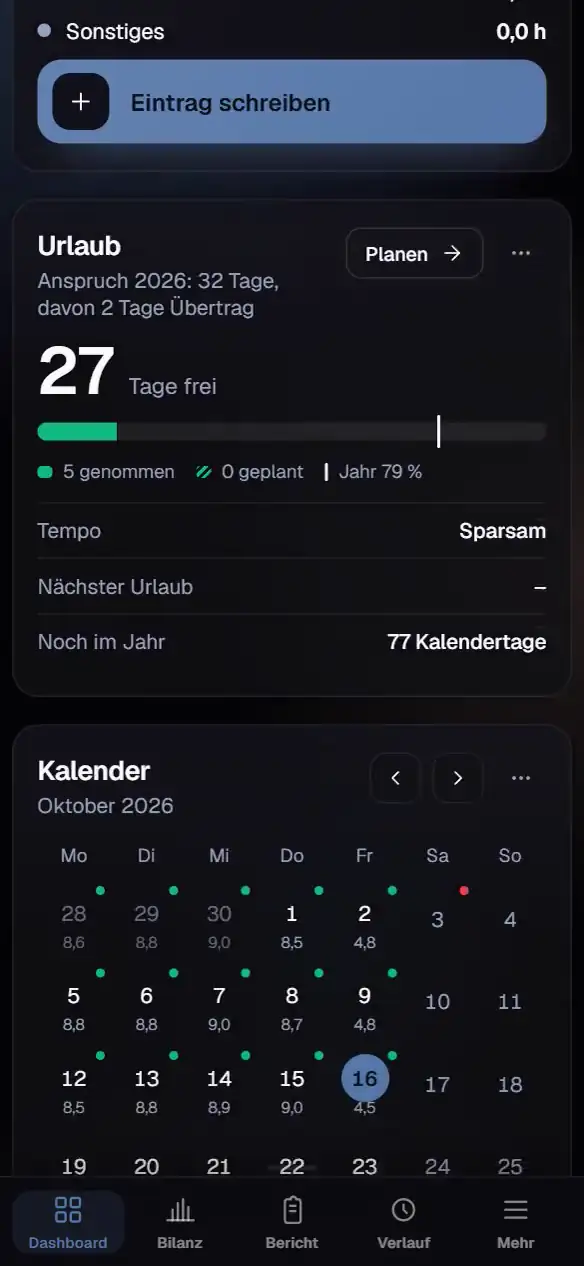 Sonstiges 0,0 h
Eintrag schreiben
Urlaub
Planen
Anspruch 2026: 32 Tage,
davon 2 Tage Übertrag
27 Tage frei
5 genommen 0 geplant Jahr 79 %
Tempo Sparsam
Nächster Urlaub –
Noch im Jahr 77 Kalendertage
Kalender
Oktober 2026
Mo Di Mi Do Fr Sa So
28 29 30 1 2 3 4
8,6 8,8 9,0 8,5 4,8
5 6 7 8 9 10 11
8,8 8,8 9,0 8,7 4,8
12 13 14 15 16 17 18
8,5 8,8 8,9 9,0 4,5
19 20 21 22 23 24 25
Dashboard Bilanz Bericht Verlauf Mehr